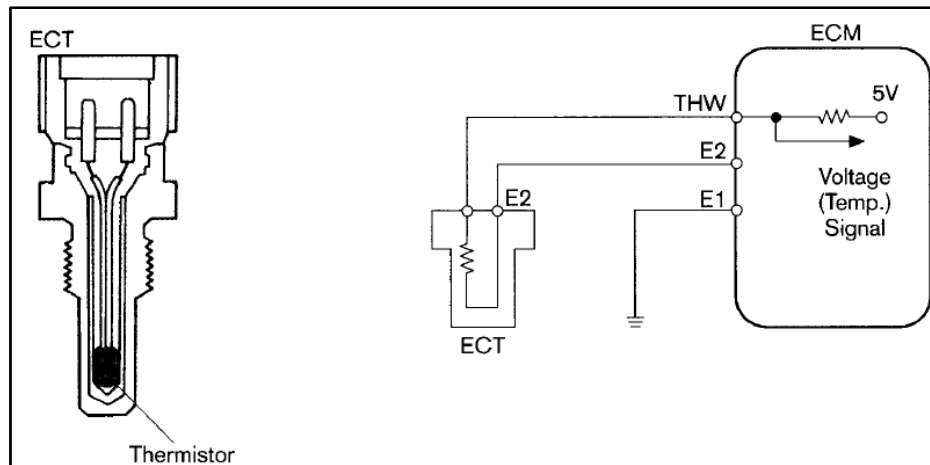 ECT
Thermistor
ECM
THW
5V
E2
Voltage
(Temp.)
Signal
E1
E2
ECT